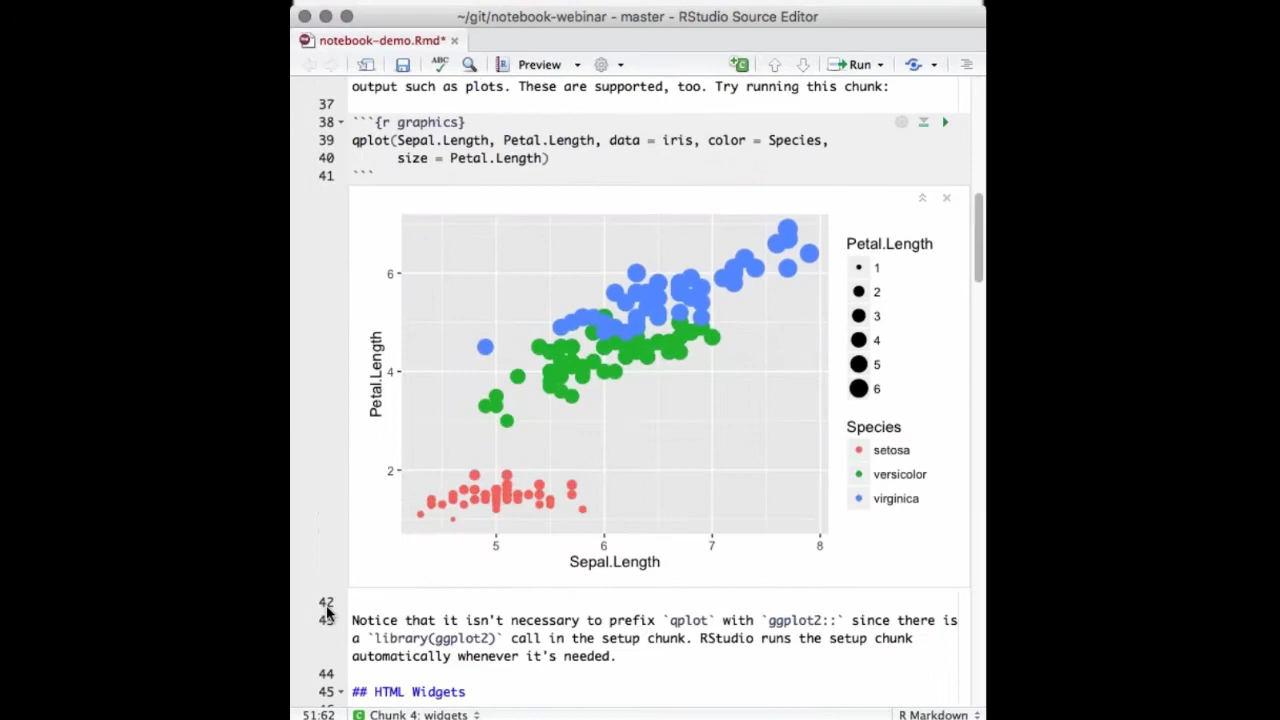 ~/git/notebook-webinar - master - RStudio Source Editor
notebook-demo.Rmd*
ABC Preview Run
output such as plots. These are supported, too. Try running this chunk:
37
38 ```{r graphics}
39 qplot(Sepal.Length, Petal.Length, data = iris, color = Species,
40 size = Petal.Length)
41 ```
Petal.Length
1
2
3
4
5
6
Species
setosa
versicolor
virginica
6
4
2
Petal.Length
5 6 7 8
Sepal.Length
42
43 Notice that it isn't necessary to prefix `qplot` with `ggplot2::` since there is
a `library(ggplot2)` call in the setup chunk. RStudio runs the setup chunk
automatically whenever it's needed.
44
45 ## HTML Widgets
51:62 Chunk 4: widgets R Markdown